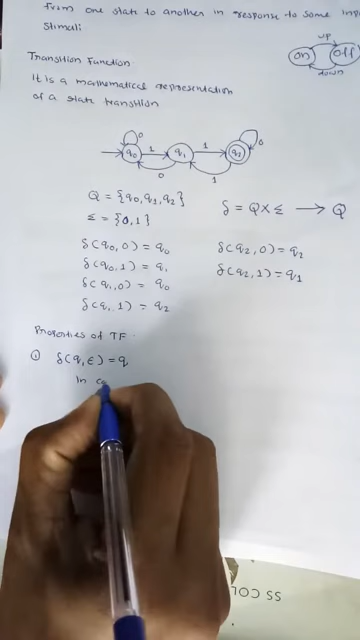 from one state to another in response to some inp
stimuli
up
on
off
down
Transition Function
It is a mathematical representation
of a state transition
0
0
q0
1
q1
1
q2
0
1
Q = {q0, q1, q2}
Σ = {0, 1}
δ = Q × Σ → Q
δ(q0, 0) = q0
δ(q2, 0) = q2
δ(q0, 1) = q1
δ(q2, 1) = q1
δ(q1, 0) = q0
δ(q1, 1) = q2
Properties of TF
① δ(q, ε) = q
In
SS COL